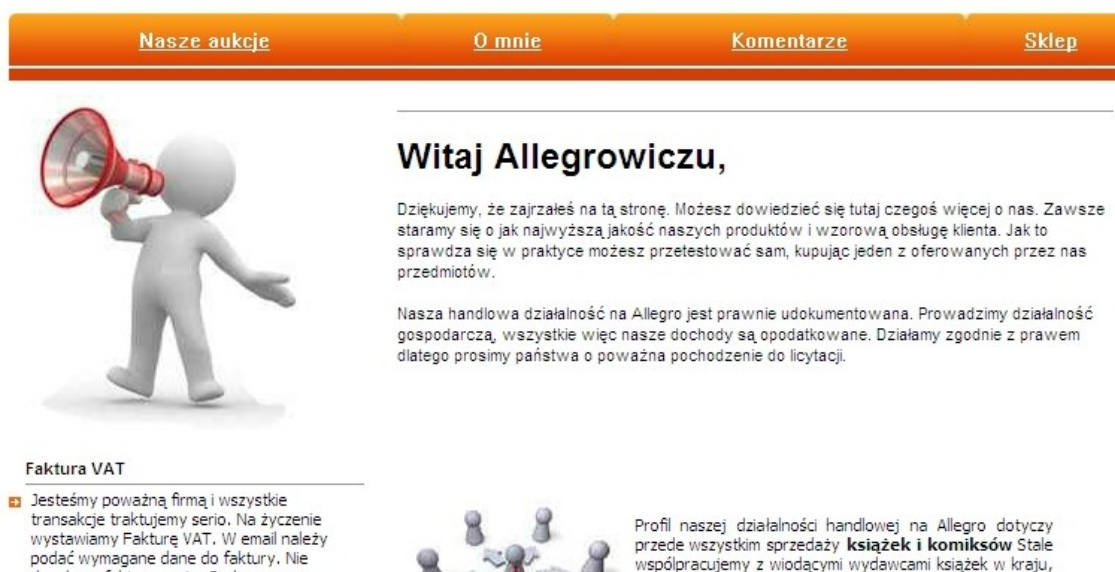 Nasze aukcje O mnie Komentarze Sklep
Witaj Allegrowiczu,
Dziękujemy, że zajrzałeś na tą stronę. Możesz dowiedzieć się tutaj czegoś więcej o nas. Zawsze
staramy się o jak najwyższą jakość naszych produktów i wzorową obsługę klienta. Jak to
sprawdza się w praktyce możesz przetestować sam, kupując jeden z oferowanych przez nas
przedmiotów.
Nasza handlowa działalność na Allegro jest prawnie udokumentowana. Prowadzimy działalność
gospodarczą, wszystkie więc nasze dochody są opodatkowane. Działamy zgodnie z prawem
dlatego prosimy państwa o poważna pochodzenie do licytacji.
Faktura VAT
Jesteśmy poważną firmą i wszystkie
transakcje traktujemy serio. Na życzenie
wystawiamy Fakturę VAT. W email należy
podać wymagane dane do faktury. Nie
Profil naszej działalności handlowej na Allegro dotyczy
przede wszystkim sprzedaży książek i komiksów Stale
współpracujemy z wiodącymi wydawcami książek w kraju,